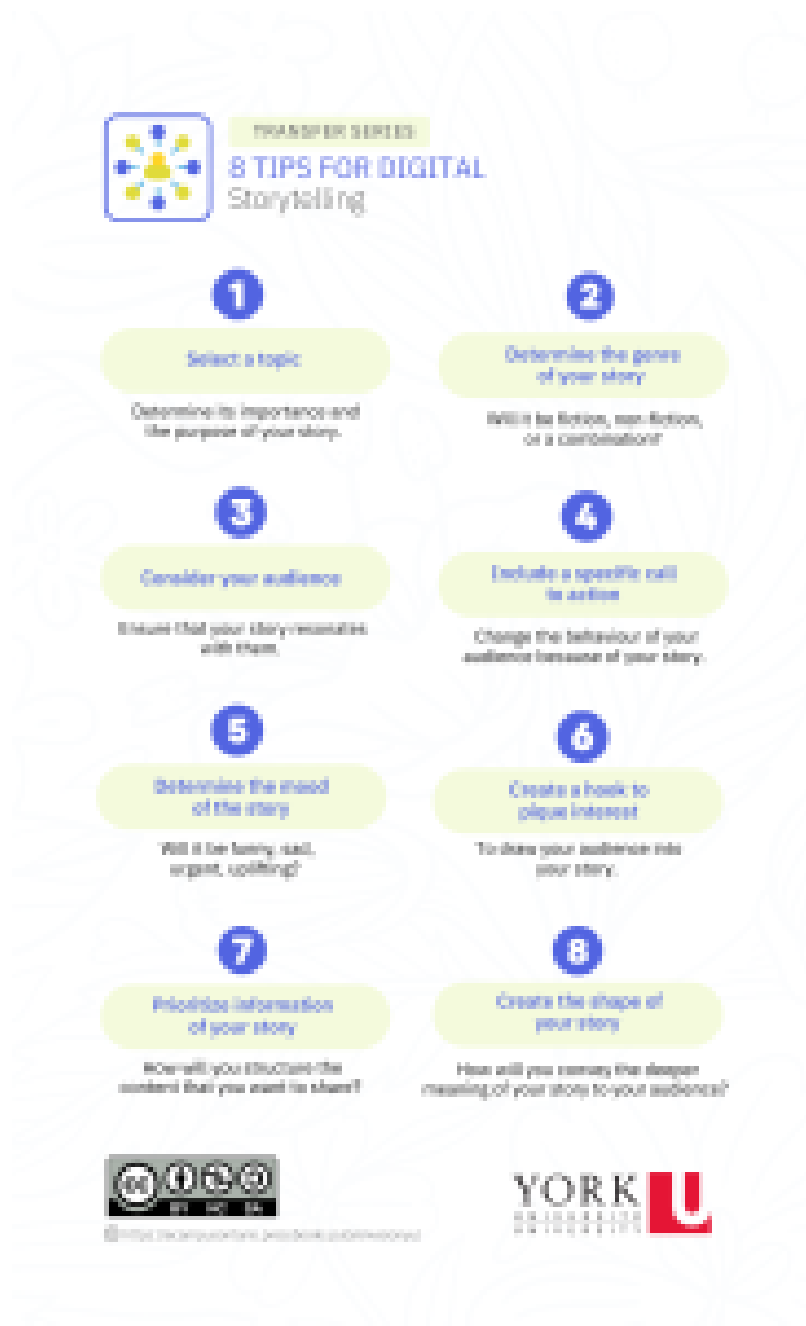 TRANSFER SERIES
8 TIPS FOR DIGITAL
Storytelling
1
Select a topic
Determine its importance and
the purpose of your story.
2
Determine the genre
of your story
Will it be fiction, non-fiction,
or a combination?
3
Consider your audience
Ensure that your story resonates
with them.
4
Include a specific call
to action
Change the behaviour of your
audience because of your story.
5
Determine the mood
of the story
Will it be funny, sad,
urgent, uplifting?
6
Create a hook to
pique interest
To draw your audience into
your story.
7
Prioritize information
of your story
How will you structure the
content that you want to share?
8
Create the shape of
your story
How will you convey the deeper
meaning of your story to your audience?
cc
BY NC SA
YORK U
UNIVERSITÉ
UNIVERSITY